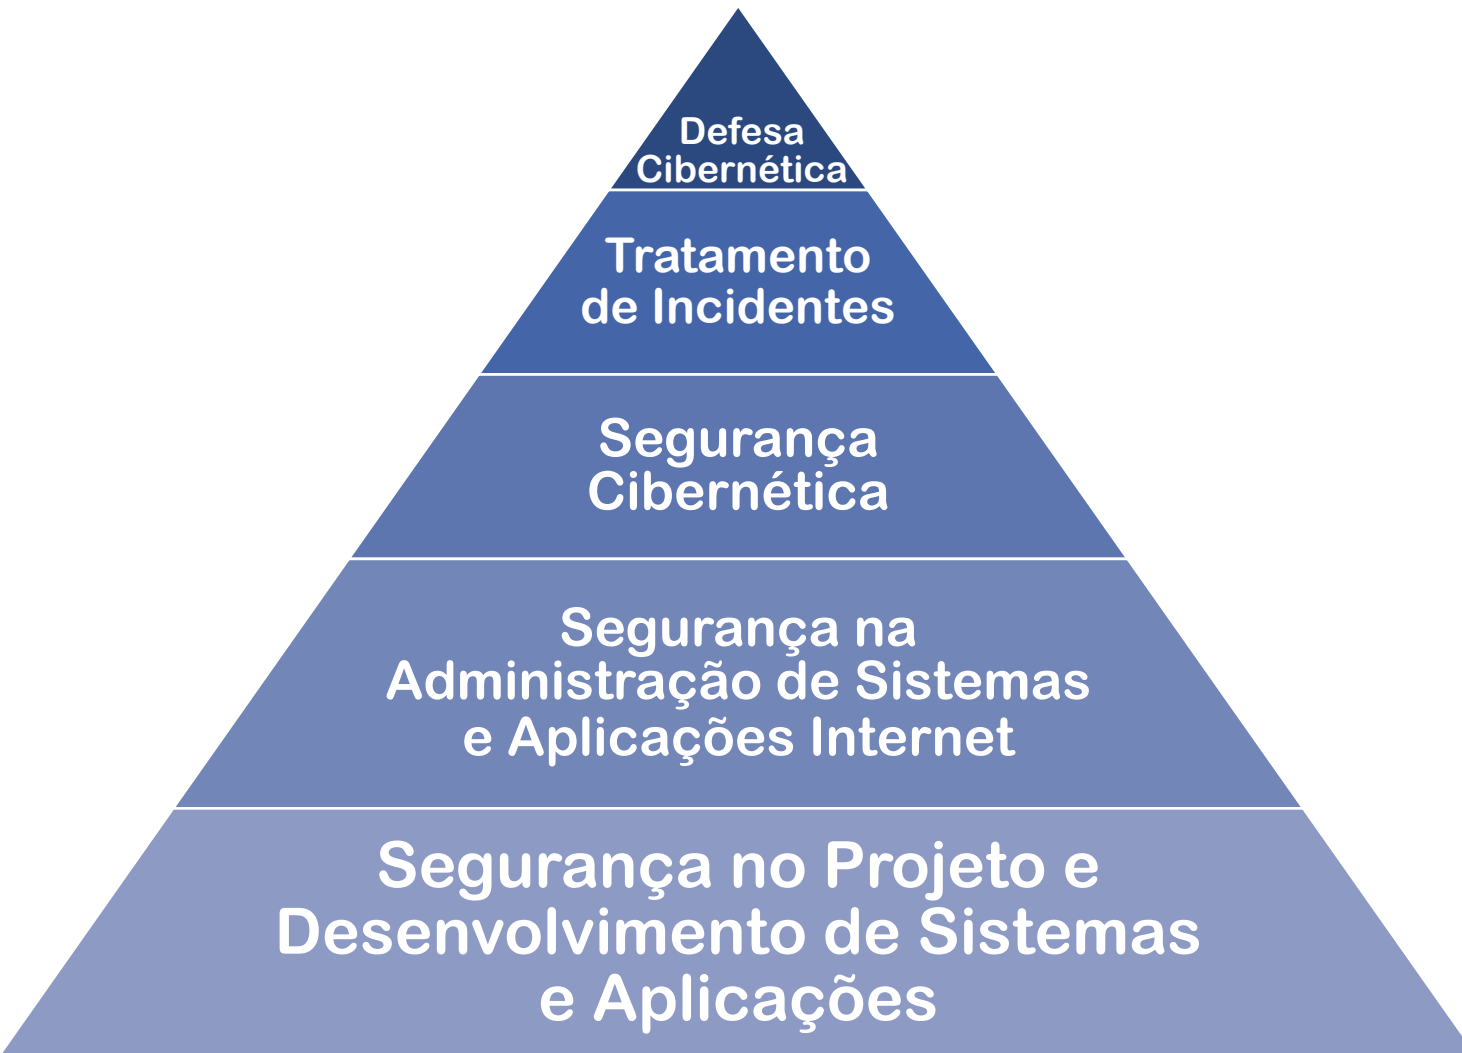 Defesa
Cibernética
Tratamento
de Incidentes
Segurança
Cibernética
Segurança na
Administração de Sistemas
e Aplicações Internet
Segurança no Projeto e
Desenvolvimento de Sistemas
e Aplicações